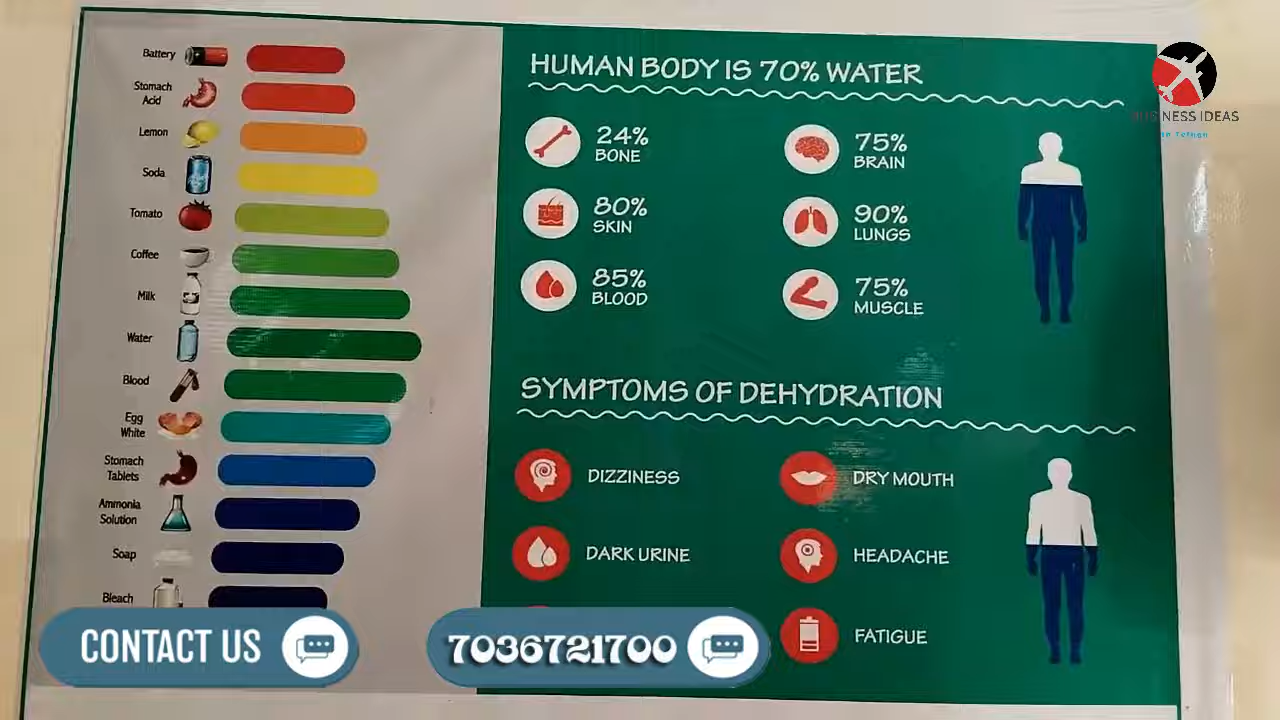 Battery
Stomach
Acid
Lemon
Soda
Tomato
Coffee
Milk
Water
Blood
Egg
White
Stomach
Tablets
Ammonia
Solution
Soap
Bleach
HUMAN BODY IS 70% WATER
24%
BONE
75%
BRAIN
80%
SKIN
90%
LUNGS
85%
BLOOD
75%
MUSCLE
SYMPTOMS OF DEHYDRATION
DIZZINESS
DRY MOUTH
DARK URINE
HEADACHE
FATIGUE
BUSINESS IDEAS
in Telugu
CONTACT US
7036721700